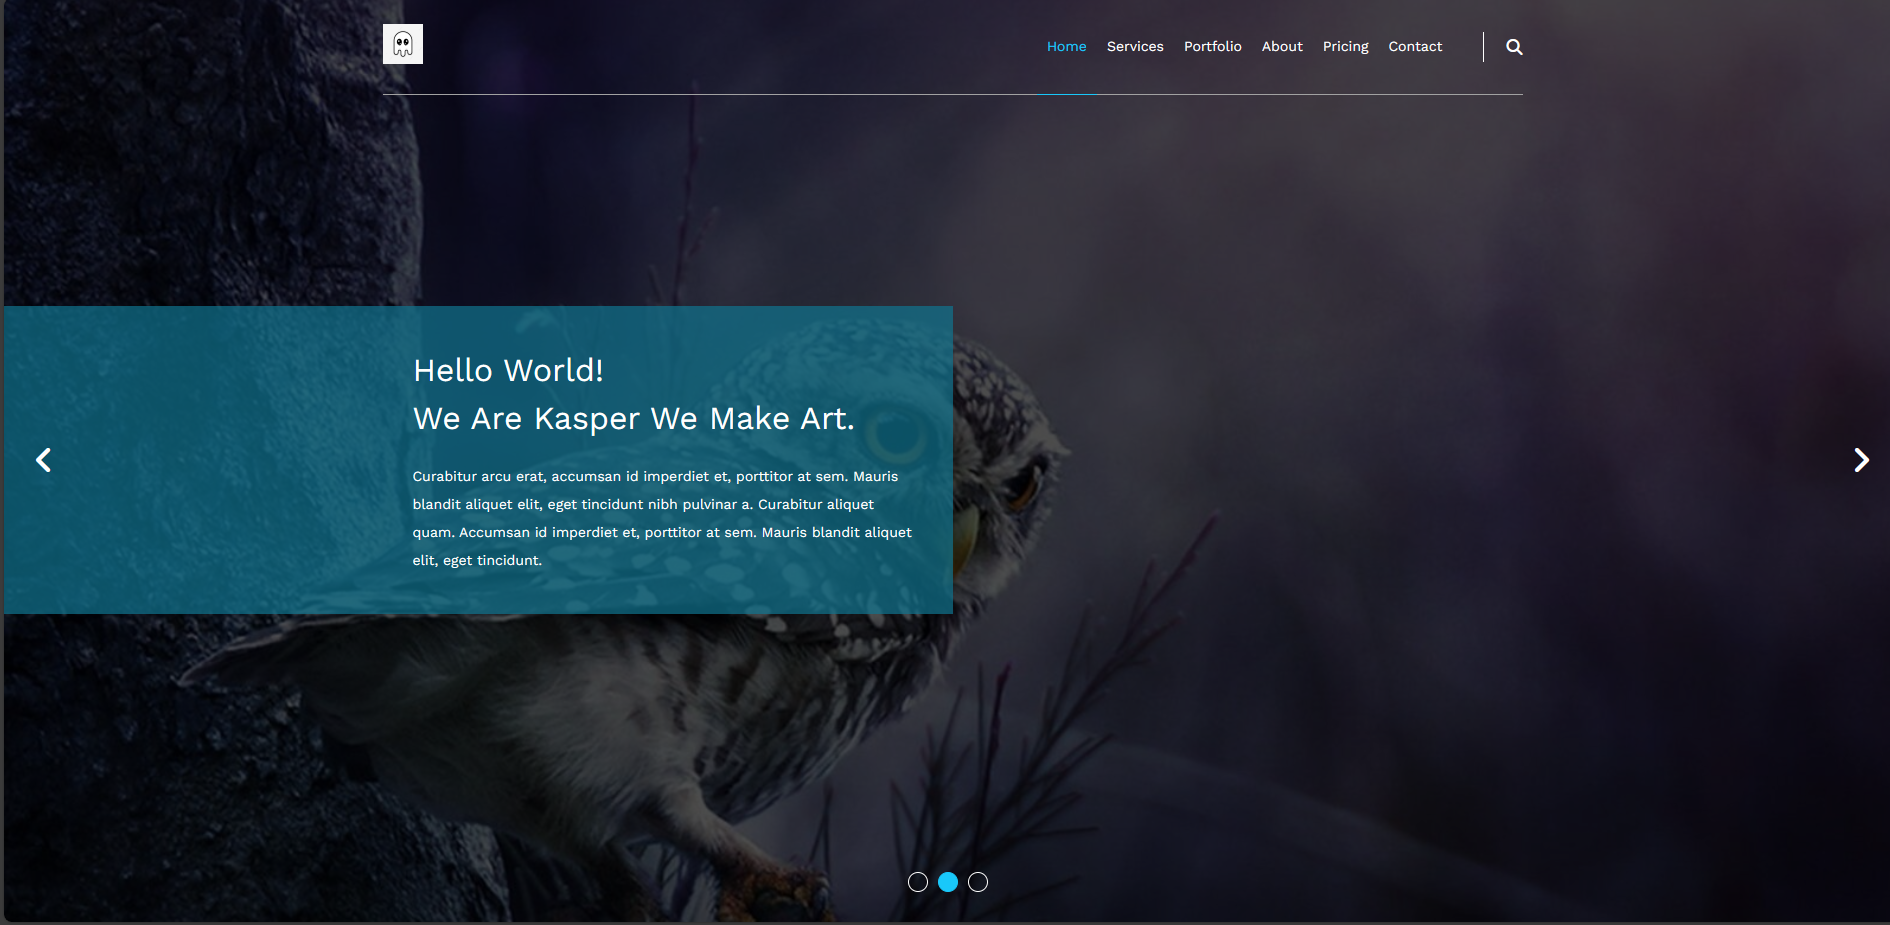 Home Services Portfolio About Pricing Contact
Hello World!
We Are Kasper We Make Art.
Curabitur arcu erat, accumsan id imperdiet et, porttitor at sem. Mauris
blandit aliquet elit, eget tincidunt nibh pulvinar a. Curabitur aliquet
quam. Accumsan id imperdiet et, porttitor at sem. Mauris blandit aliquet
elit, eget tincidunt.